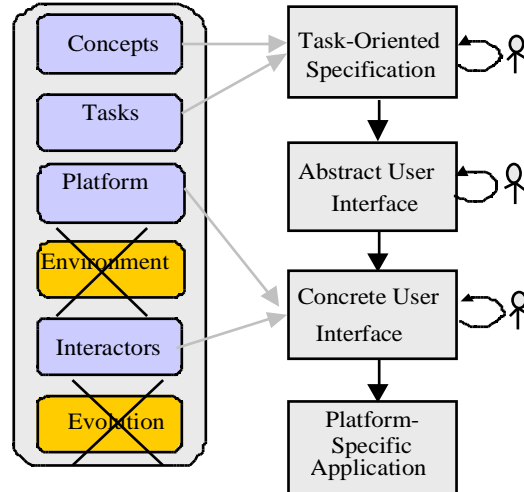 Concepts
Tasks
Platform
Environment
Interactors
Evolution
Task-Oriented
Specification
Abstract User
Interface
Concrete User
Interface
Platform-
Specific
Application